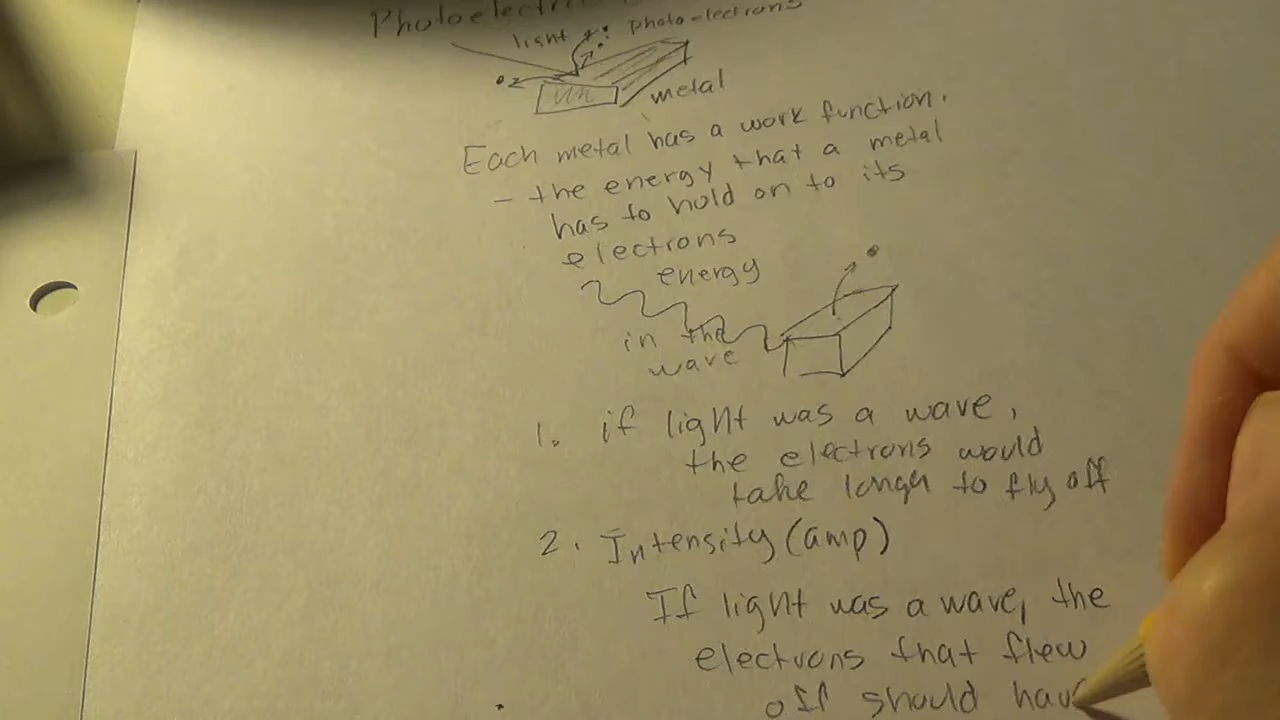 light photoelectrons
metal
Each metal has a work function.
- the energy that a metal
has to hold on to its
electrons
energy
in the
wave
1. if light was a wave,
the electrons would
take longer to fly off
2. Intensity (amp)
If light was a wave, the
electrons that flew
off should have